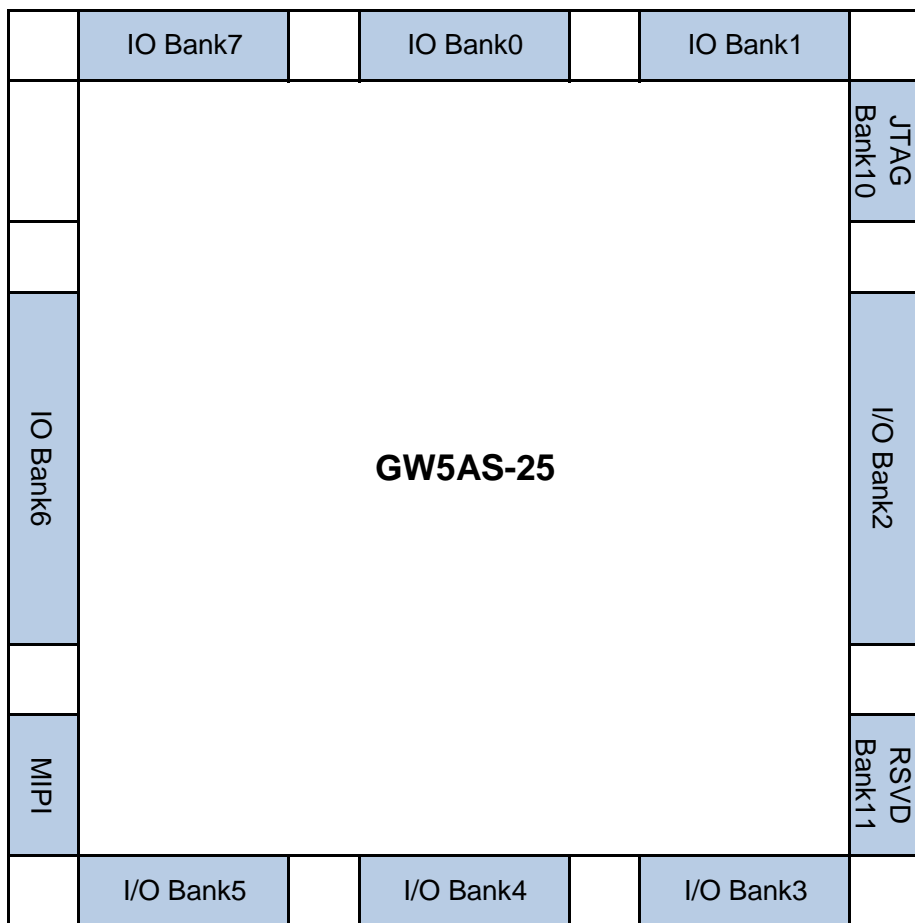 IO Bank7
IO Bank0
IO Bank1
JTAG
Bank10
IO Bank6
GW5AS-25
I/O Bank2
MIPI
RSVD
Bank11
I/O Bank5
I/O Bank4
I/O Bank3